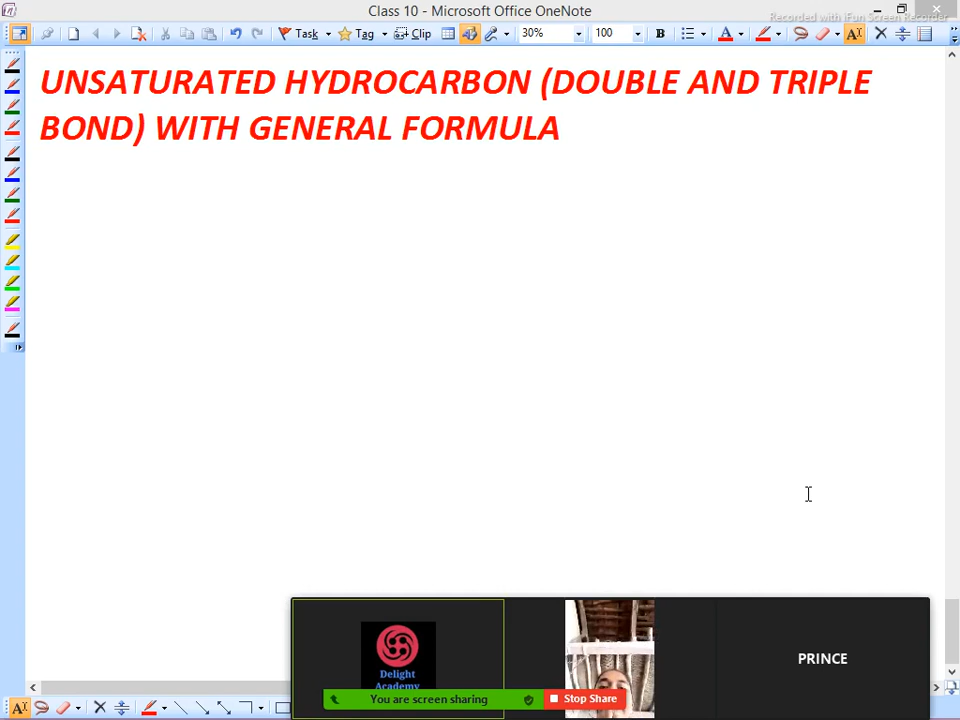 Class 10 - Microsoft Office OneNote
Recorded with iFun Screen Recorder
Task
Tag
Clip
30%
100
B
A
A
UNSATURATED HYDROCARBON (DOUBLE AND TRIPLE
BOND) WITH GENERAL FORMULA
Delight
Academy
PRINCE
You are screen sharing
Stop Share
A